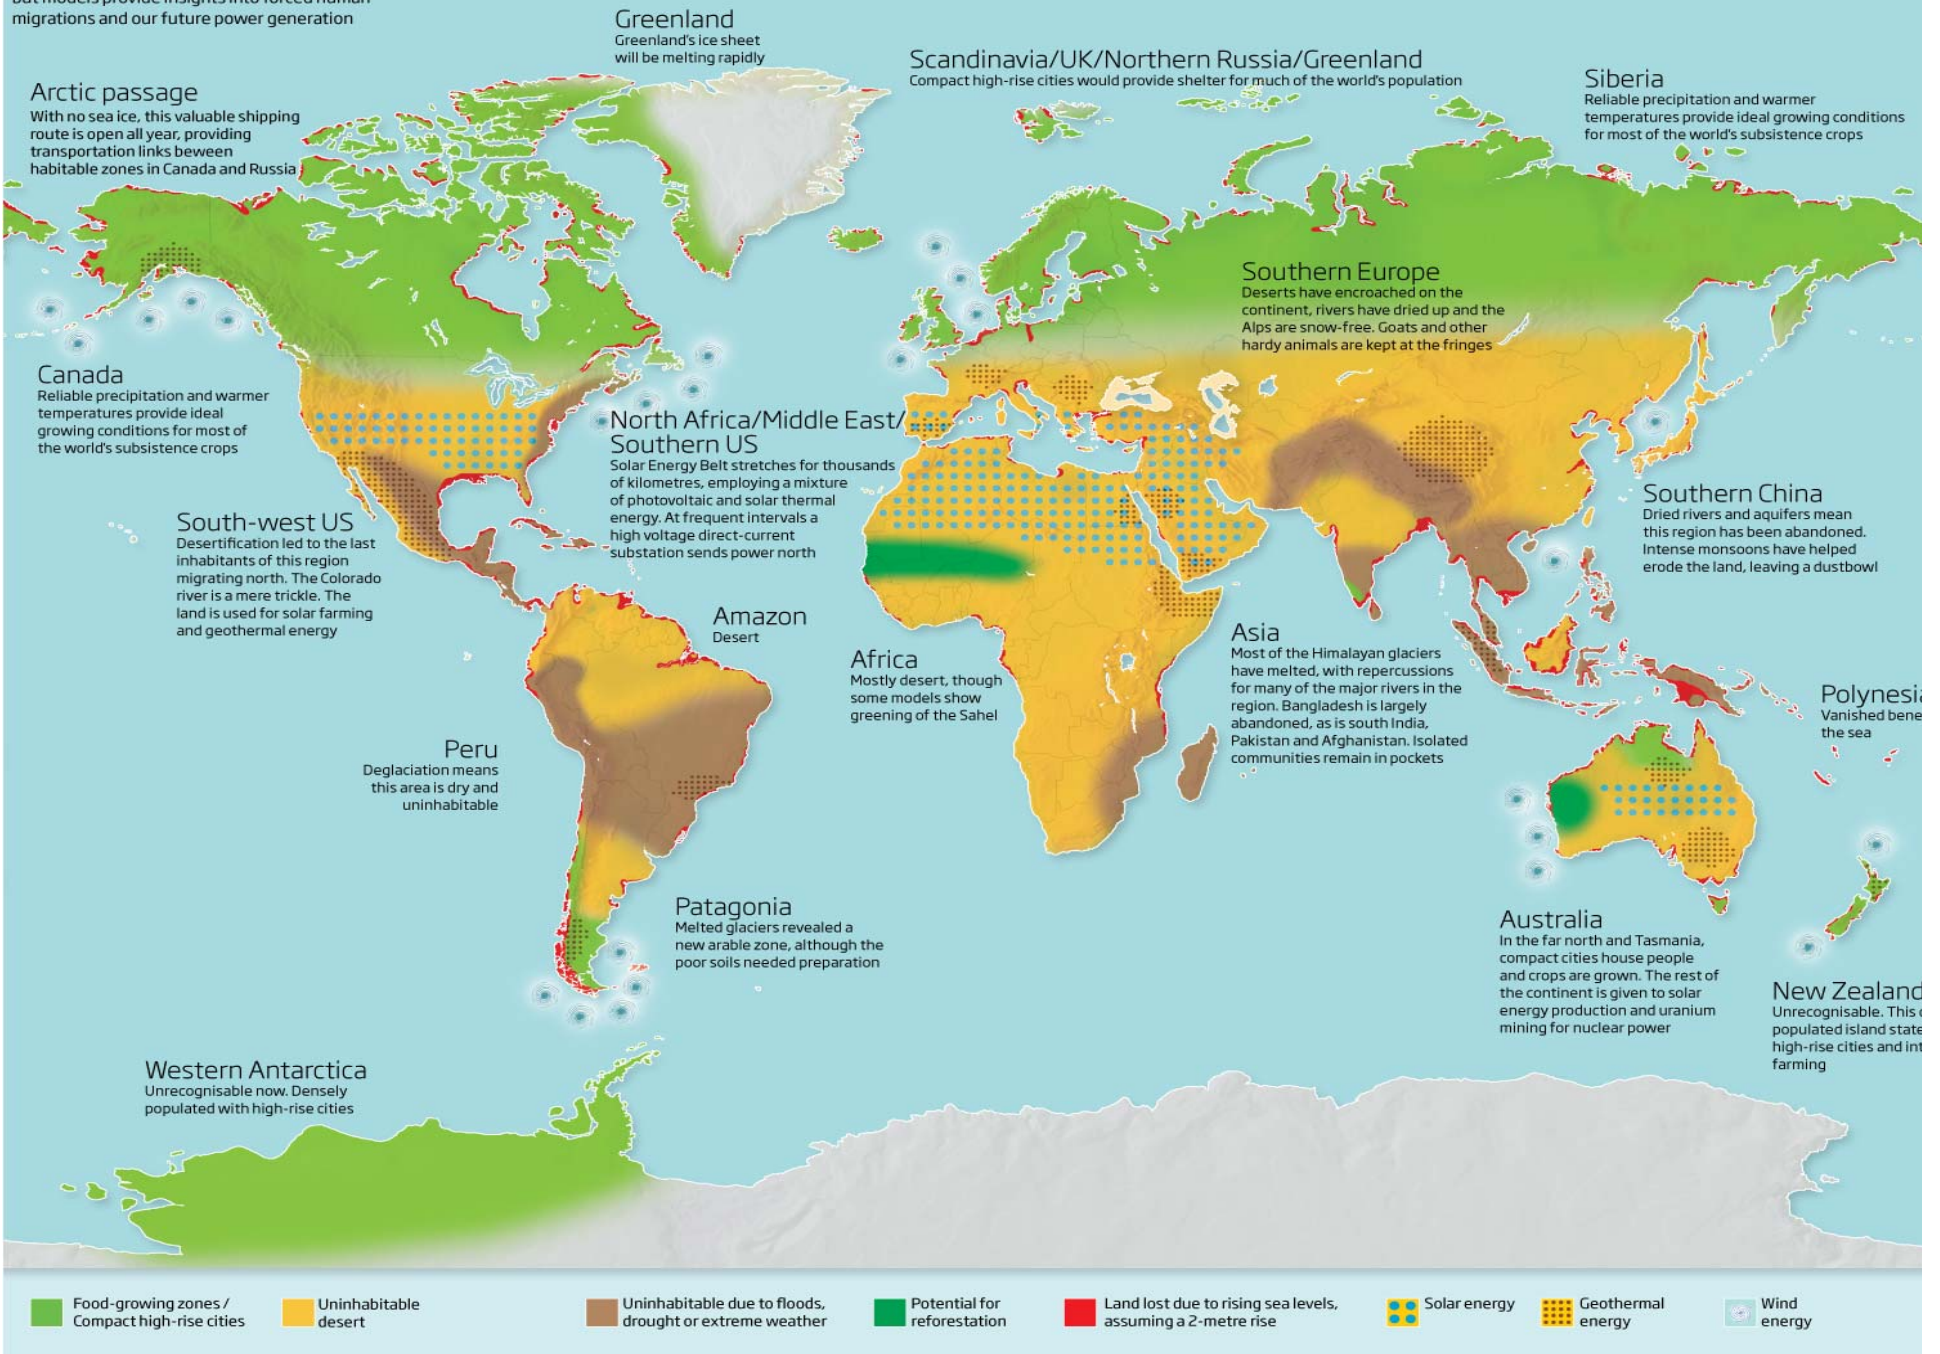 but models provide insights into forced human
migrations and our future power generation
Greenland
Greenland's ice sheet
will be melting rapidly
Scandinavia/UK/Northern Russia/Greenland
Compact high-rise cities would provide shelter for much of the world's population
Siberia
Reliable precipitation and warmer
temperatures provide ideal growing conditions
for most of the world's subsistence crops
Arctic passage
With no sea ice, this valuable shipping
route is open all year, providing
transportation links beween
habitable zones in Canada and Russia
Southern Europe
Deserts have encroached on the
continent, rivers have dried up and the
Alps are snow-free. Goats and other
hardy animals are kept at the fringes
Canada
Reliable precipitation and warmer
temperatures provide ideal
growing conditions for most of
the world's subsistence crops
North Africa/Middle East/
Southern US
Solar Energy Belt stretches for thousands
of kilometres, employing a mixture
of photovoltaic and solar thermal
energy. At frequent intervals a
high voltage direct-current
substation sends power north
South-west US
Desertification led to the last
inhabitants of this region
migrating north. The Colorado
river is a mere trickle. The
land is used for solar farming
and geothermal energy
Southern China
Dried rivers and aquifers mean
this region has been abandoned.
Intense monsoons have helped
erode the land, leaving a dustbowl
Amazon
Desert
Africa
Mostly desert, though
some models show
greening of the Sahel
Asia
Most of the Himalayan glaciers
have melted, with repercussions
for many of the major rivers in the
region. Bangladesh is largely
abandoned, as is south India,
Pakistan and Afghanistan. Isolated
communities remain in pockets
Polynesia
Vanished bene
the sea
Peru
Deglaciation means
this area is dry and
uninhabitable
Patagonia
Melted glaciers revealed a
new arable zone, although the
poor soils needed preparation
Australia
In the far north and Tasmania,
compact cities house people
and crops are grown. The rest of
the continent is given to solar
energy production and uranium
mining for nuclear power
New Zealand
Unrecognisable. This
populated island state
high-rise cities and int
farming
Western Antarctica
Unrecognisable now. Densely
populated with high-rise cities
Food-growing zones /
Compact high-rise cities
Uninhabitable
desert
Uninhabitable due to floods,
drought or extreme weather
Potential for
reforestation
Land lost due to rising sea levels,
assuming a 2-metre rise
Solar energy
Geothermal
energy
Wind
energy